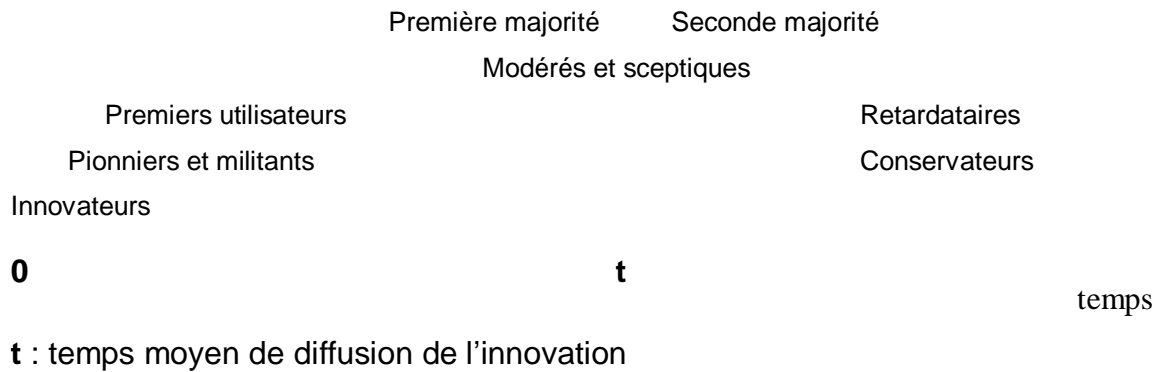 Première majorité Seconde majorité
Modérés et sceptiques
Premiers utilisateurs Retardataires
Pionniers et militants Conservateurs
Innovateurs
0 t
temps
t : temps moyen de diffusion de l’innovation